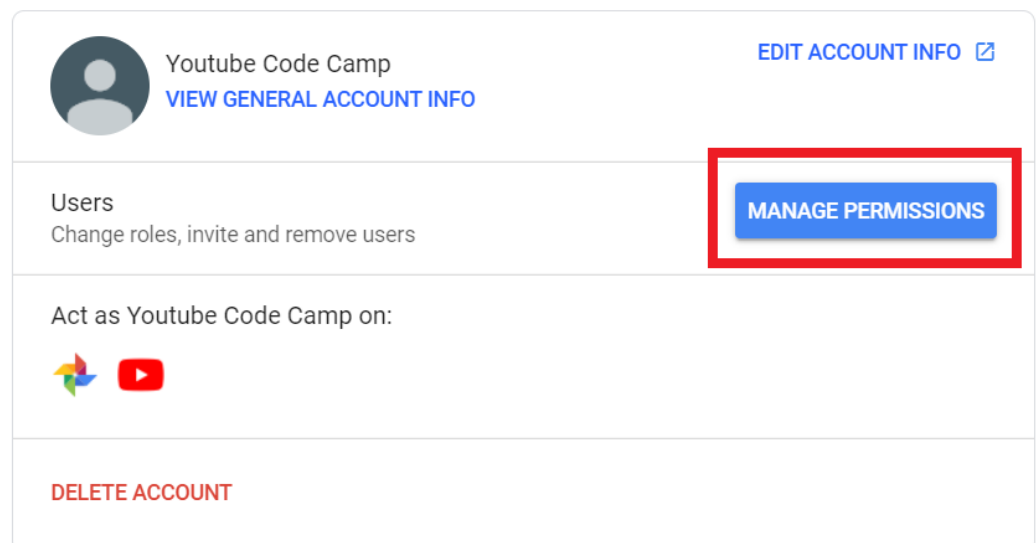 Youtube Code Camp
VIEW GENERAL ACCOUNT INFO
EDIT ACCOUNT INFO
Users
Change roles, invite and remove users
MANAGE PERMISSIONS
Act as Youtube Code Camp on:
DELETE ACCOUNT